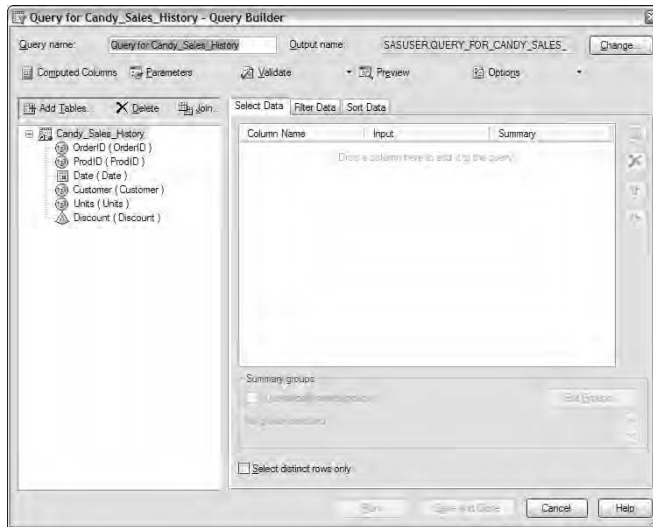 Query for Candy_Sales_History - Query Builder
Query name: Query for Candy_Sales_History Output name: SASUSER.QUERY_FOR_CANDY_SALES_ Change...
Computed Columns Parameters Validate Preview Options
Add Tables... Delete Join... Select Data Filter Data Sort Data
Candy_Sales_History
OrderID ( OrderID )
ProdID ( ProdID )
Date ( Date )
Customer ( Customer )
Units ( Units )
Discount ( Discount )
Column Name Input Summary
Drop a column here to add it to the query.
Summary groups
Edit Groups...
Select distinct rows only
Run Save and Close Cancel Help